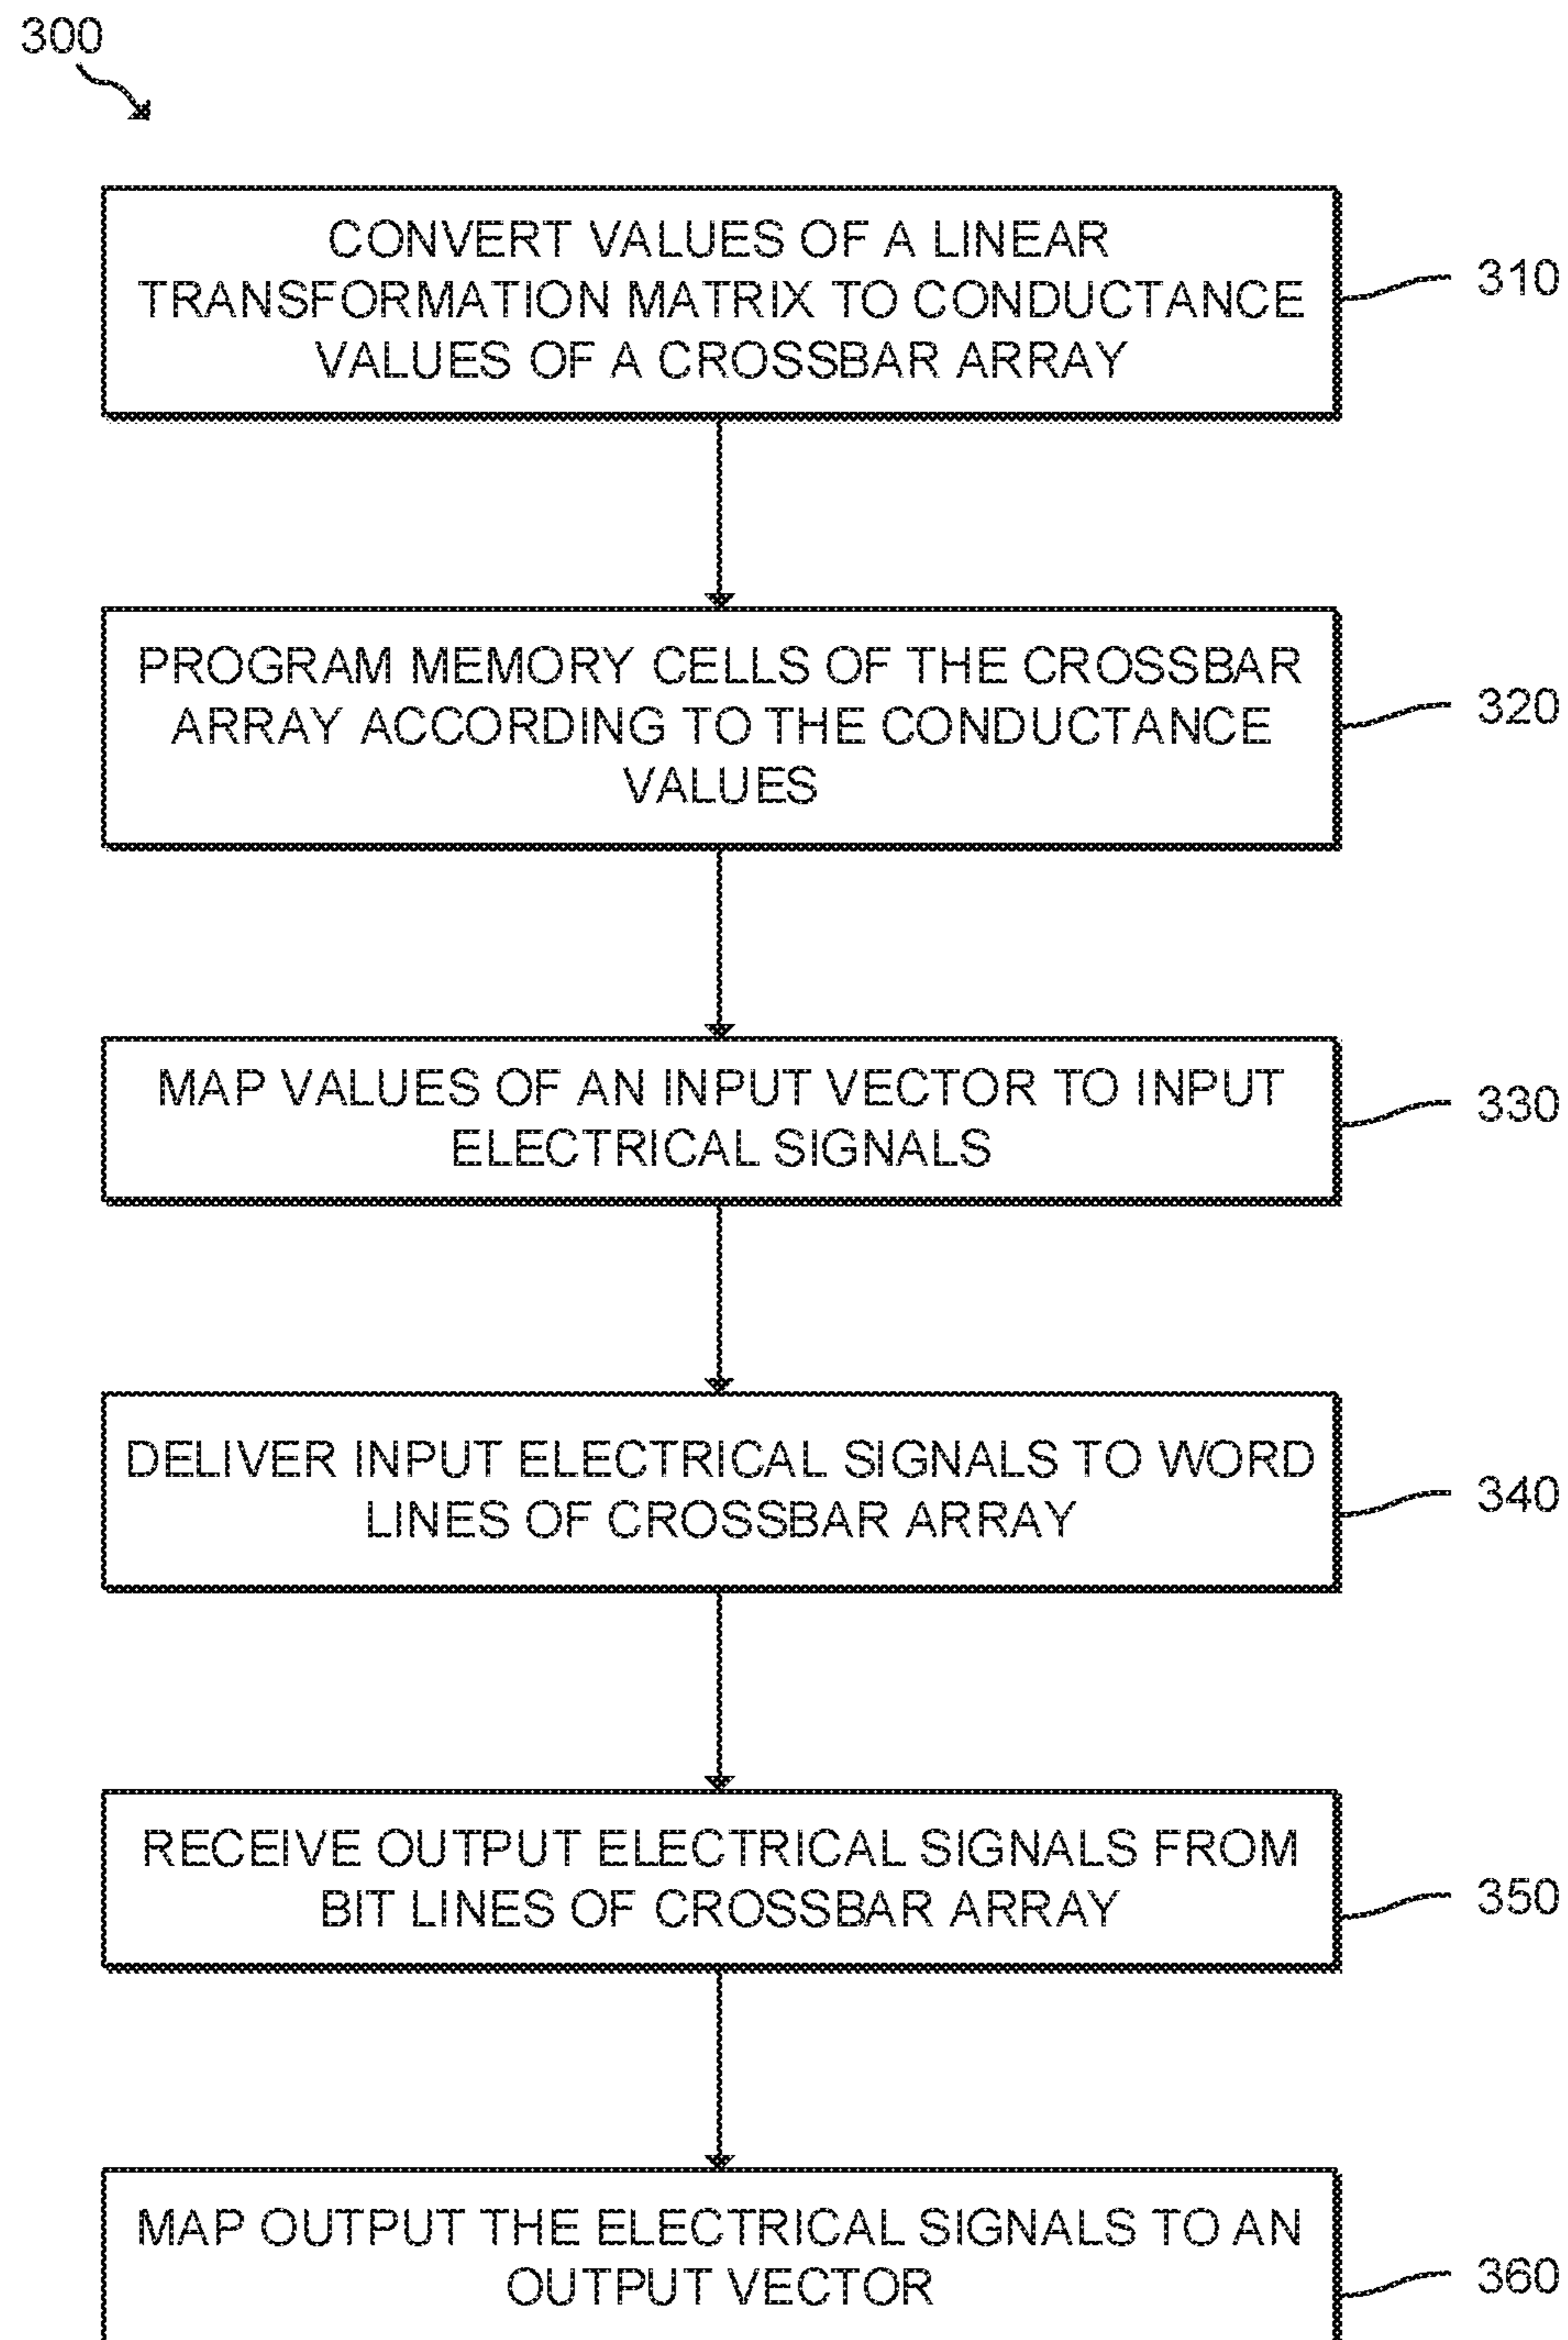 300
CONVERT VALUES OF A LINEAR
TRANSFORMATION MATRIX TO CONDUCTANCE
VALUES OF A CROSSBAR ARRAY
310
PROGRAM MEMORY CELLS OF THE CROSSBAR
ARRAY ACCORDING TO THE CONDUCTANCE
VALUES
320
MAP VALUES OF AN INPUT VECTOR TO INPUT
ELECTRICAL SIGNALS
330
DELIVER INPUT ELECTRICAL SIGNALS TO WORD
LINES OF CROSSBAR ARRAY
340
RECEIVE OUTPUT ELECTRICAL SIGNALS FROM
BIT LINES OF CROSSBAR ARRAY
350
MAP OUTPUT THE ELECTRICAL SIGNALS TO AN
OUTPUT VECTOR
360